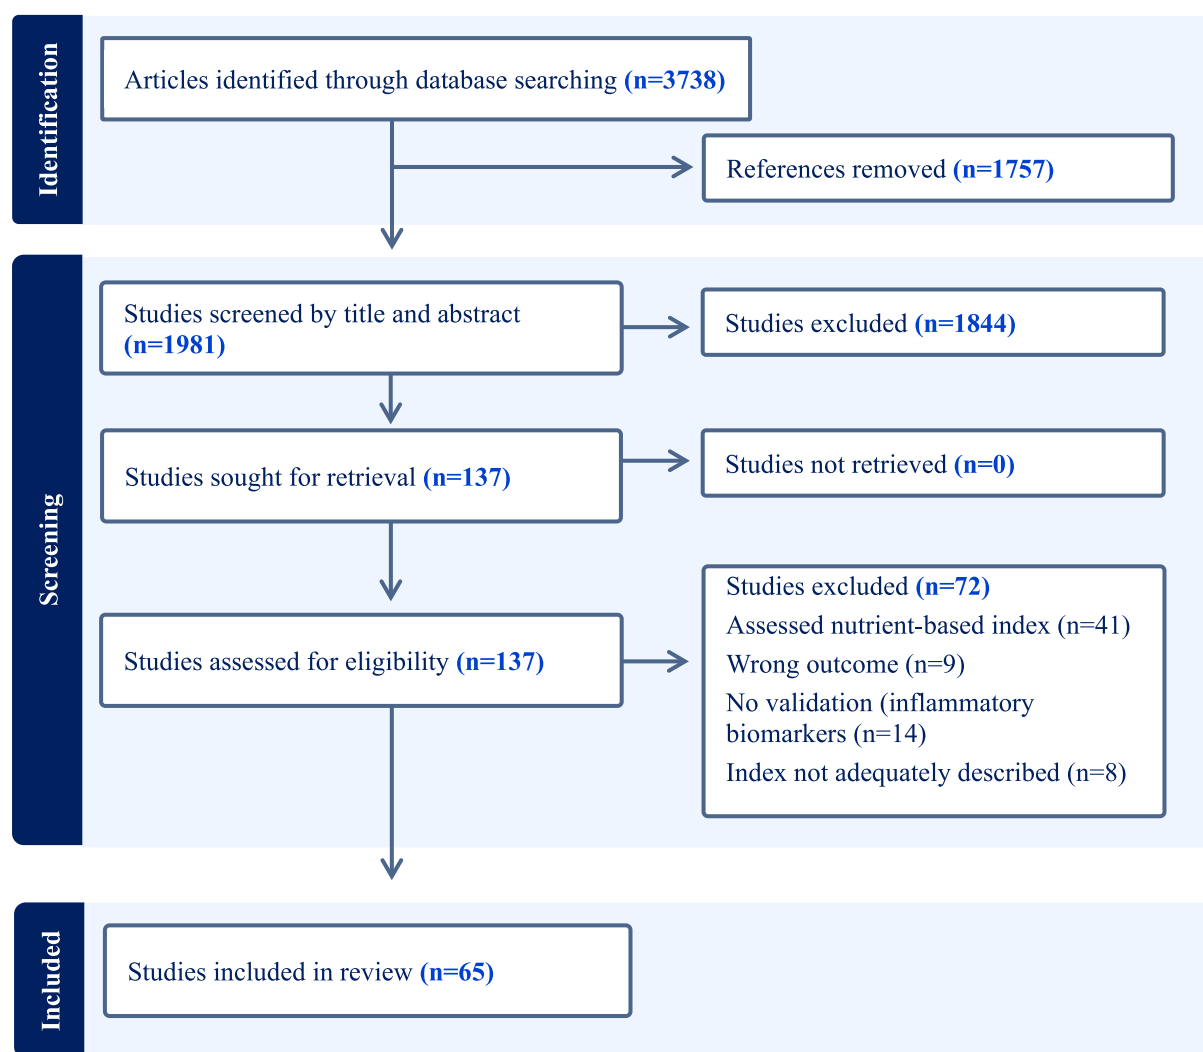 Identification
Articles identified through database searching (n=3738)
References removed (n=1757)
Screening
Studies screened by title and abstract
(n=1981)
Studies excluded (n=1844)
Studies sought for retrieval (n=137)
Studies not retrieved (n=0)
Studies assessed for eligibility (n=137)
Studies excluded (n=72)
Assessed nutrient-based index (n=41)
Wrong outcome (n=9)
No validation (inflammatory
biomarkers (n=14)
Index not adequately described (n=8)
Included
Studies included in review (n=65)